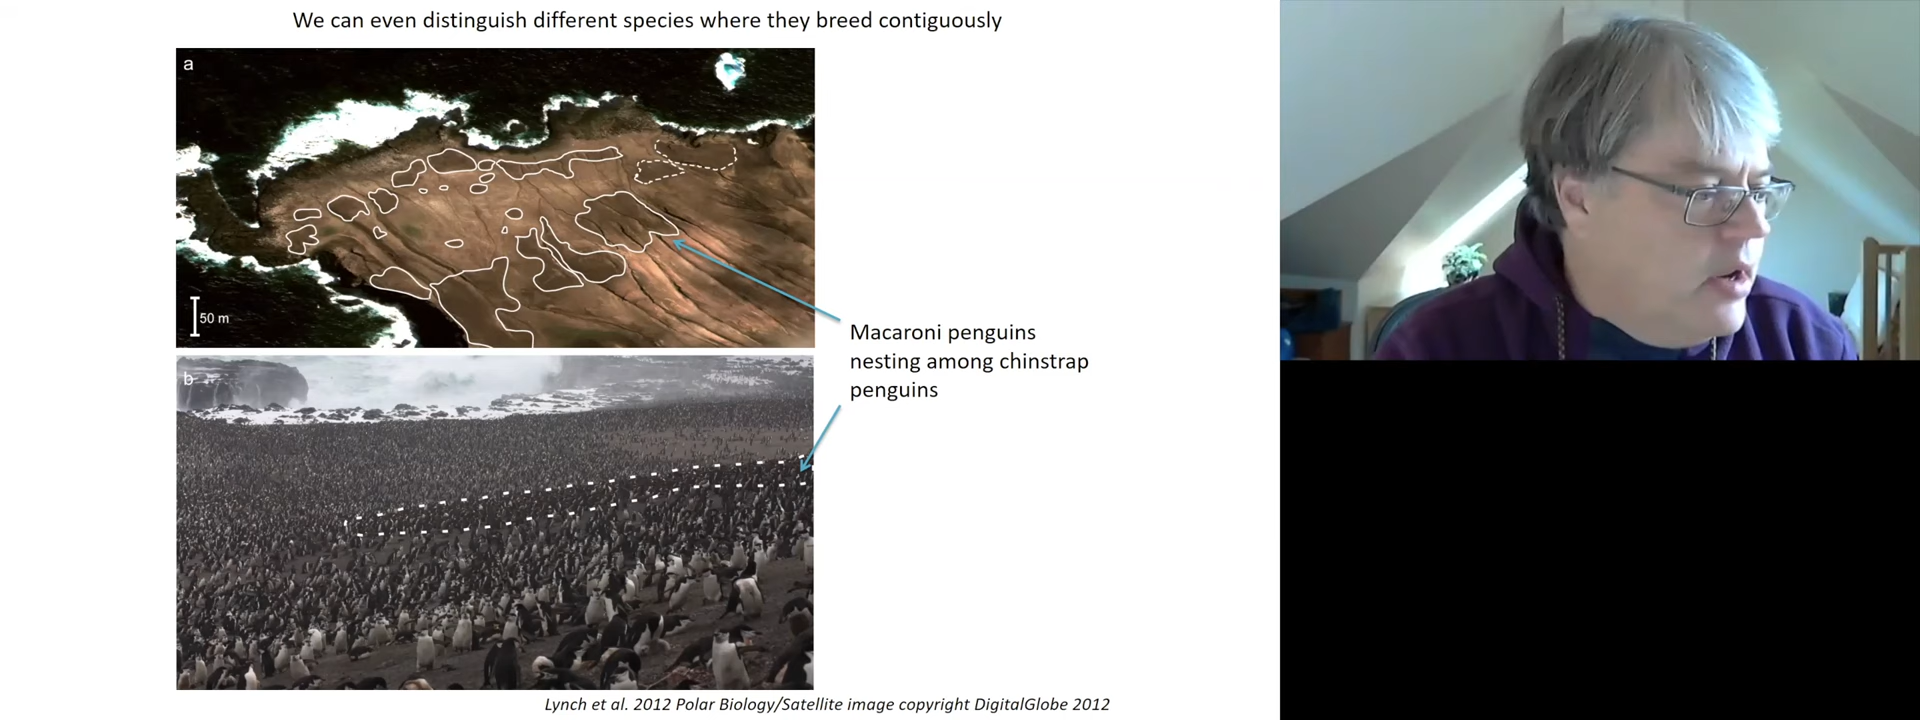 We can even distinguish different species where they breed contiguously
a
50 m
Macaroni penguins
nesting among chinstrap
penguins
b
Lynch et al. 2012 Polar Biology/Satellite image copyright DigitalGlobe 2012